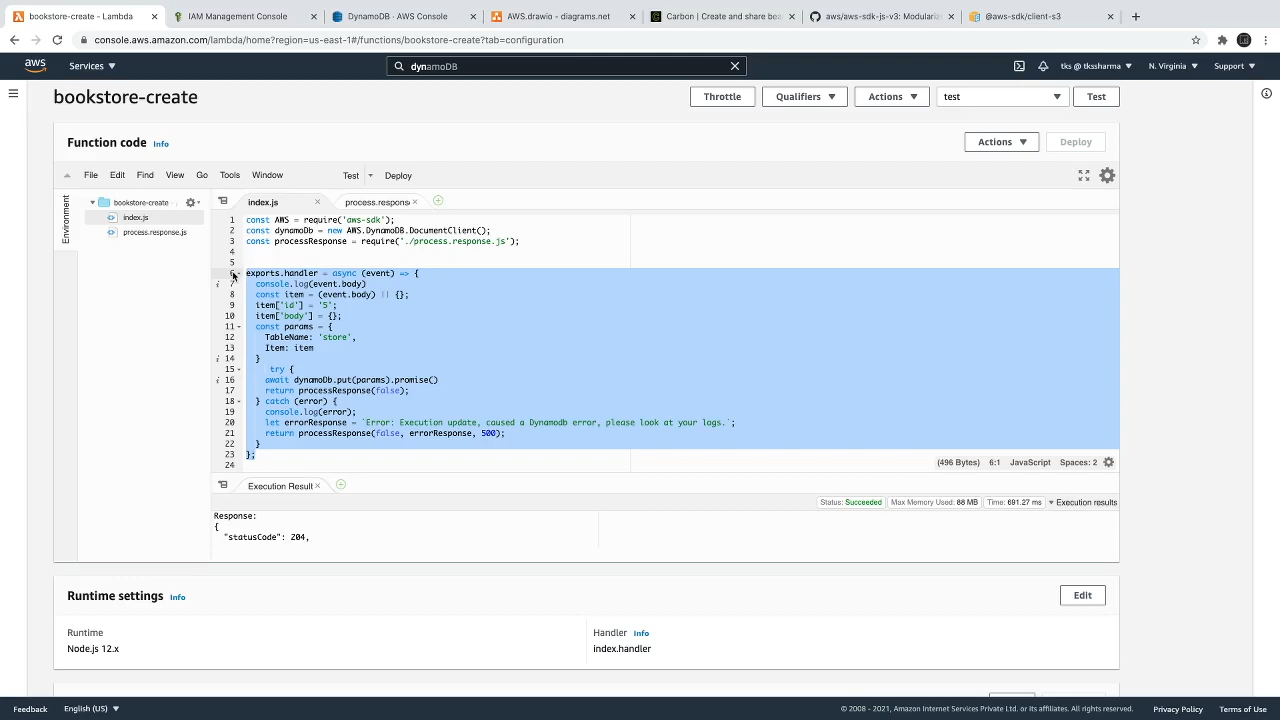 bookstore-create - Lambda
IAM Management Console
DynamoDB · AWS Console
AWS.drawio - diagrams.net
Carbon | Create and share bea
aws/aws-sdk-js-v3: Modulariz
@aws-sdk/client-s3
console.aws.amazon.com/lambda/home?region=us-east-1#/functions/bookstore-create?tab=configuration
aws Services dynamoDB tks @ tkssharma N. Virginia Support
bookstore-create Throttle Qualifiers Actions test Test
Function code Info Actions Deploy
File Edit Find View Go Tools Window Test Deploy
Environment
bookstore-create
index.js
process.response.js
index.js process.respons
1 const AWS = require('aws-sdk');
2 const dynamoDb = new AWS.DynamoDB.DocumentClient();
3 const processResponse = require('./process.response.js');
4
5
6 exports.handler = async (event) => {
7 console.log(event.body)
8 const item = (event.body) || {};
9 item['id'] = '5';
10 item['body'] = {};
11 const params = {
12 TableName: 'store',
13 Item: item
14 }
15 try {
16 await dynamoDb.put(params).promise()
17 return processResponse(false);
18 } catch (error) {
19 console.log(error);
20 let errorResponse = `Error: Execution update, caused a Dynamodb error, please look at your logs.`;
21 return processResponse(false, errorResponse, 500);
22 }
23 };
24
(496 Bytes) 6:1 JavaScript Spaces: 2
Execution Result
Status: Succeeded Max Memory Used: 88 MB Time: 691.27 ms Execution results
Response:
{
"statusCode": 204,
Runtime settings Info Edit
Runtime
Node.js 12.x
Handler Info
index.handler
Feedback English (US) © 2008 - 2021, Amazon Internet Services Private Ltd. or its affiliates. All rights reserved. Privacy Policy Terms of Use